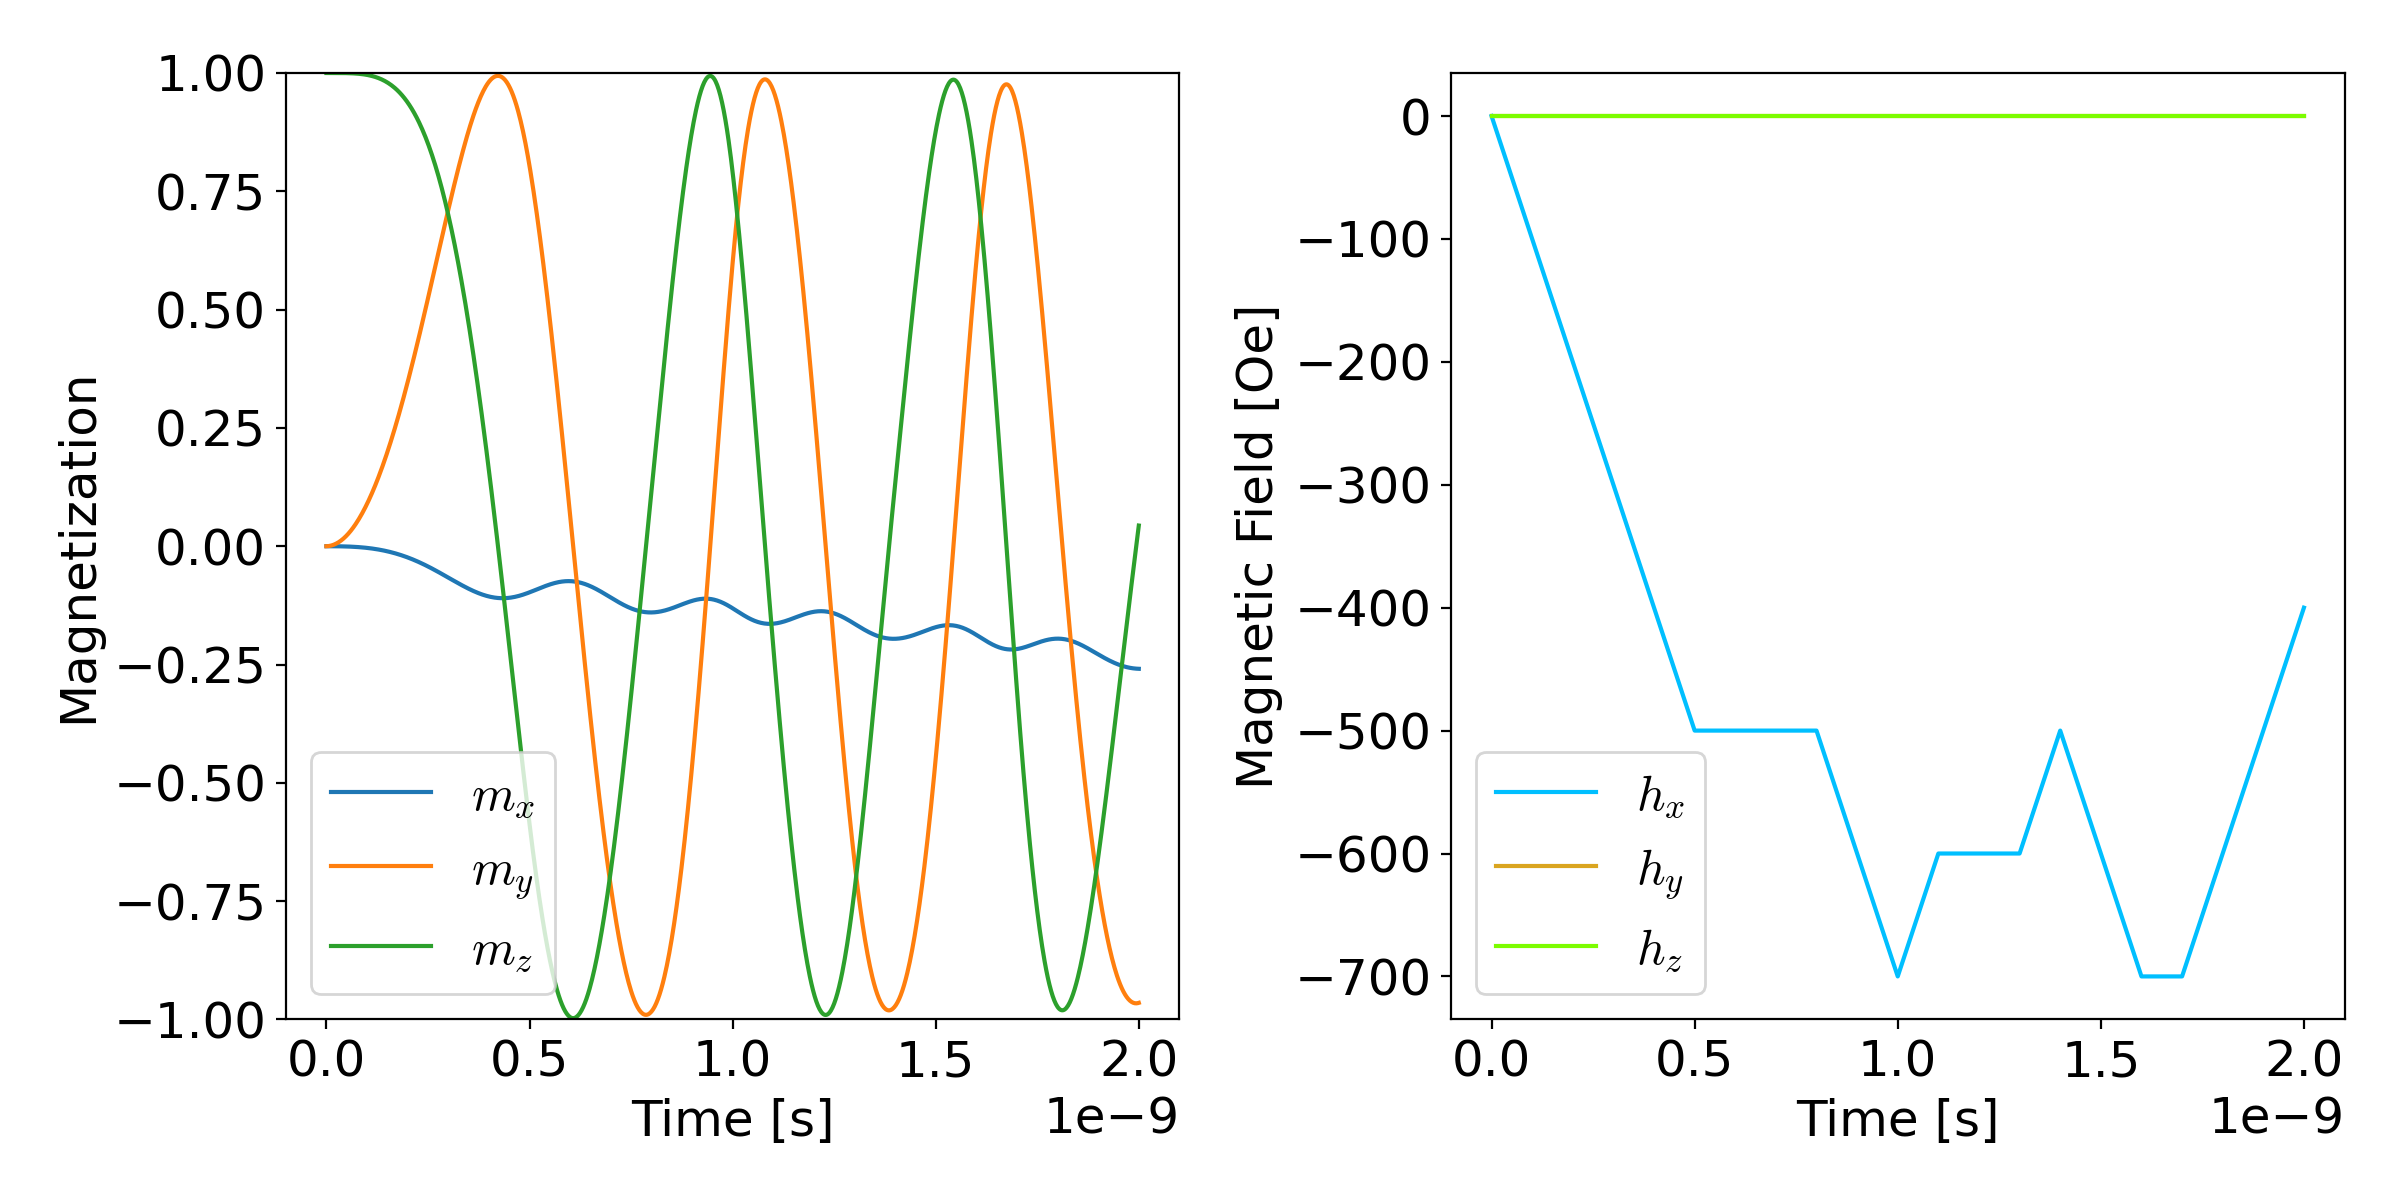 Magnetization
1.00
0.75
0.50
0.25
0.00
−0.25
−0.50
−0.75
−1.00
m_x
m_y
m_z
0.0 0.5 1.0 1.5 2.0
Time [s]
1e−9
Magnetic Field [Oe]
0
−100
−200
−300
−400
−500
−600
−700
h_x
h_y
h_z
0.0 0.5 1.0 1.5 2.0
Time [s]
1e−9